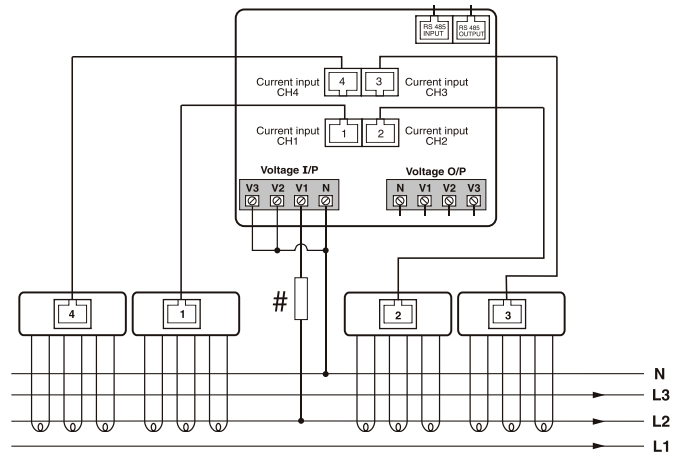 RS 485 INPUT
RS 485 OUTPUT
Current input CH4
4
3
Current input CH3
Current input CH1
1
2
Current input CH2
Voltage I/P
V3 V2 V1 N
Voltage O/P
N V1 V2 V3
#
4
1
2
3
N
L3
L2
L1